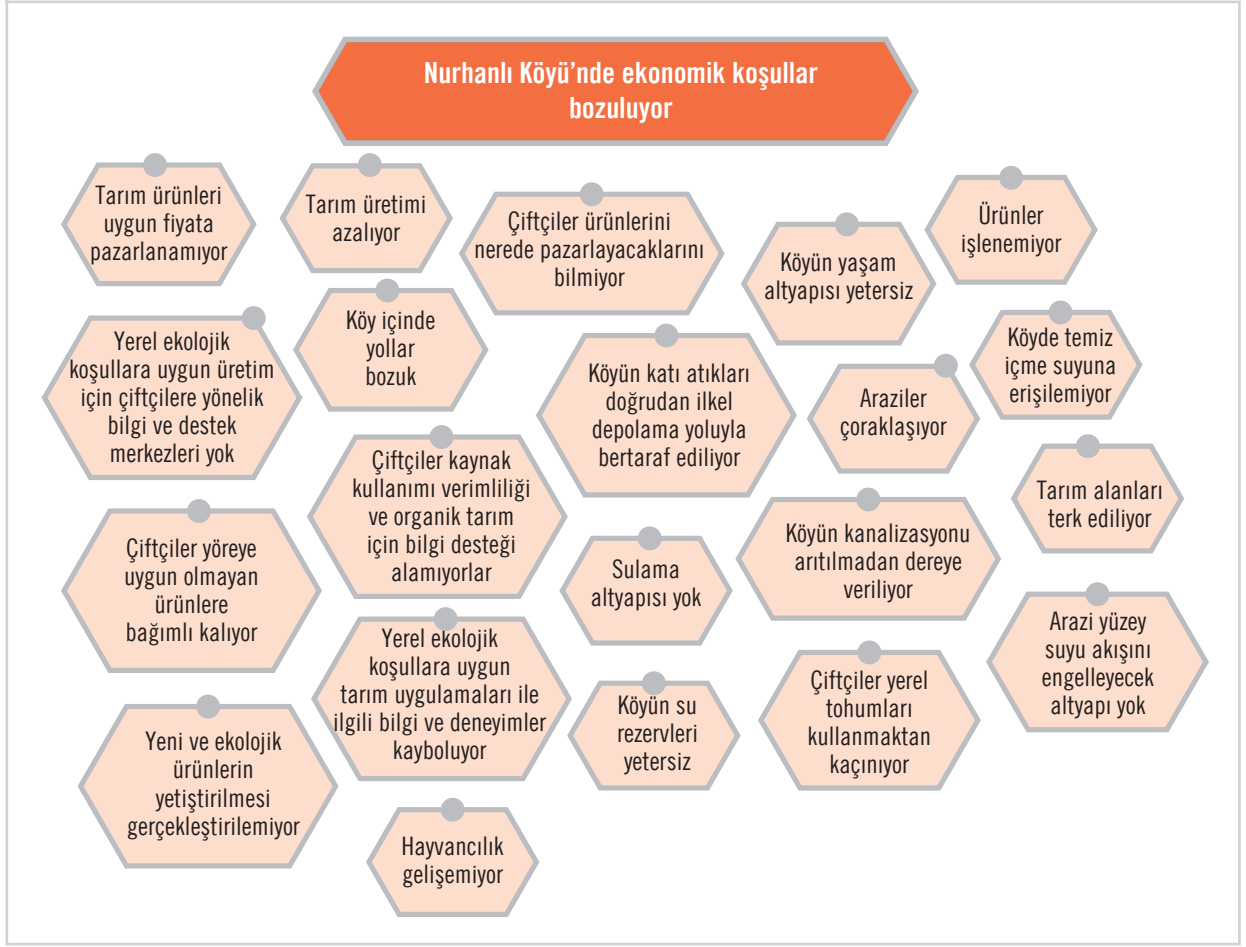 Nurhanlı Köyü’nde ekonomik koşullar
bozuluyor
Tarım ürünleri
uygun fiyata
pazarlanamıyor
Tarım üretimi
azalıyor
Çiftçiler ürünlerini
nerede pazarlayacaklarını
bilmiyor
Köyün yaşam
altyapısı yetersiz
Ürünler
işlenemiyor
Yerel ekolojik
koşullara uygun üretim
için çiftçilere yönelik
bilgi ve destek
merkezleri yok
Köy içinde
yollar
bozuk
Köyün katı atıkları
doğrudan ilkel
depolama yoluyla
bertaraf ediliyor
Araziler
çoraklaşıyor
Köyde temiz
içme suyuna
erişilemiyor
Çiftçiler kaynak
kullanımı verimliliği
ve organik tarım
için bilgi desteği
alamıyorlar
Tarım alanları
terk ediliyor
Çiftçiler yöreye
uygun olmayan
ürünlere
bağımlı kalıyor
Sulama
altyapısı yok
Köyün kanalizasyonu
arıtılmadan dereye
veriliyor
Arazi yüzey
suyu akışını
engelleyecek
altyapı yok
Yerel ekolojik
koşullara uygun
tarım uygulamaları ile
ilgili bilgi ve deneyimler
kayboluyor
Köyün su
rezervleri
yetersiz
Çiftçiler yerel
tohumları
kullanmaktan
kaçınıyor
Yeni ve ekolojik
ürünlerin
yetiştirilmesi
gerçekleştirilemiyor
Hayvancılık
gelişemiyor